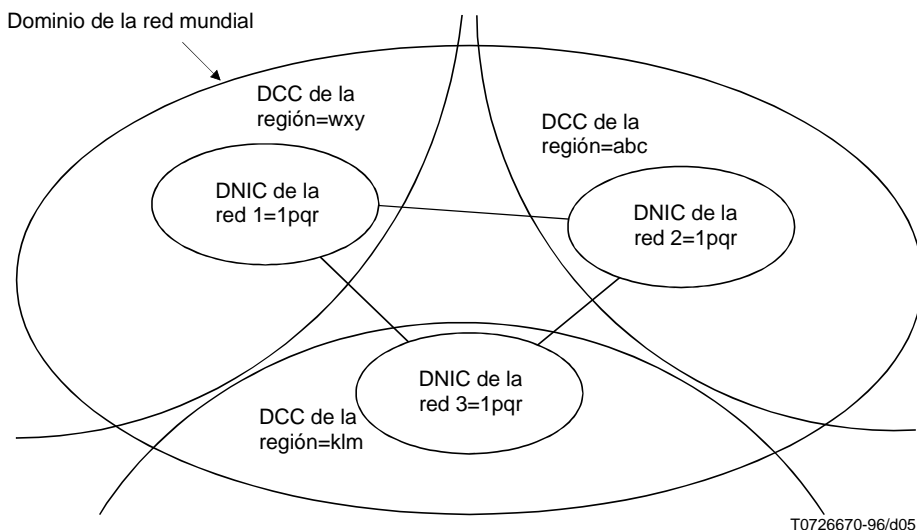 Dominio de la red mundial
DCC de la
región=wxy
DCC de la
región=abc
DNIC de la
red 1=1pqr
DNIC de la
red 2=1pqr
DNIC de la
red 3=1pqr
DCC de la
región=klm
T0726670-96/d05